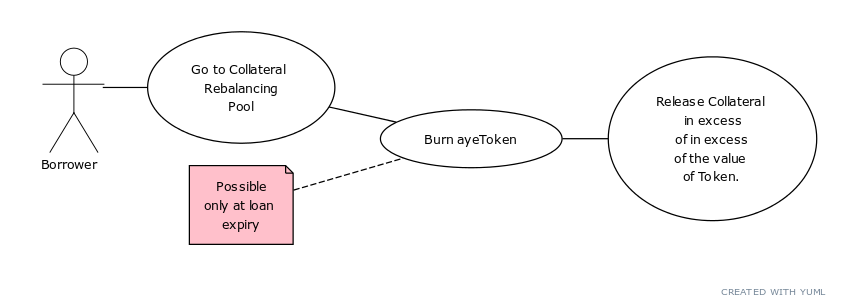 Go to Collateral
Rebalancing
Pool
Borrower
Possible
only at loan
expiry
Burn ayeToken
Release Collateral
in excess
of in excess
of the value
of Token.
CREATED WITH YUML